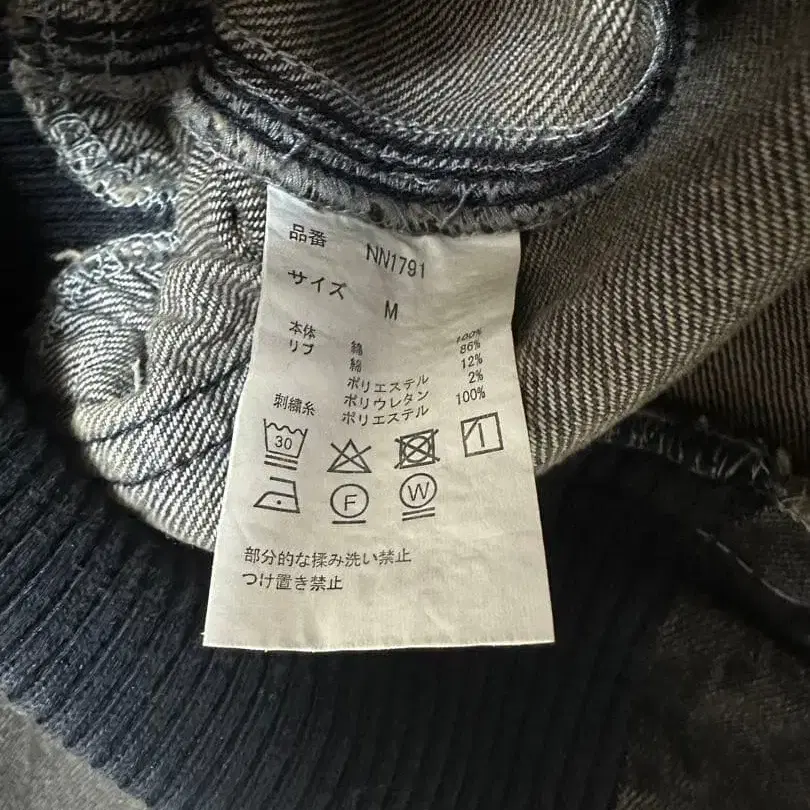 品番 NN1791
サイズ M
本体 綿 100%
リブ 綿 86%
ポリエステル 12%
ポリウレタン 2%
刺繍糸 ポリエステル 100%
30
F W
部分的な揉み洗い禁止
つけ置き禁止